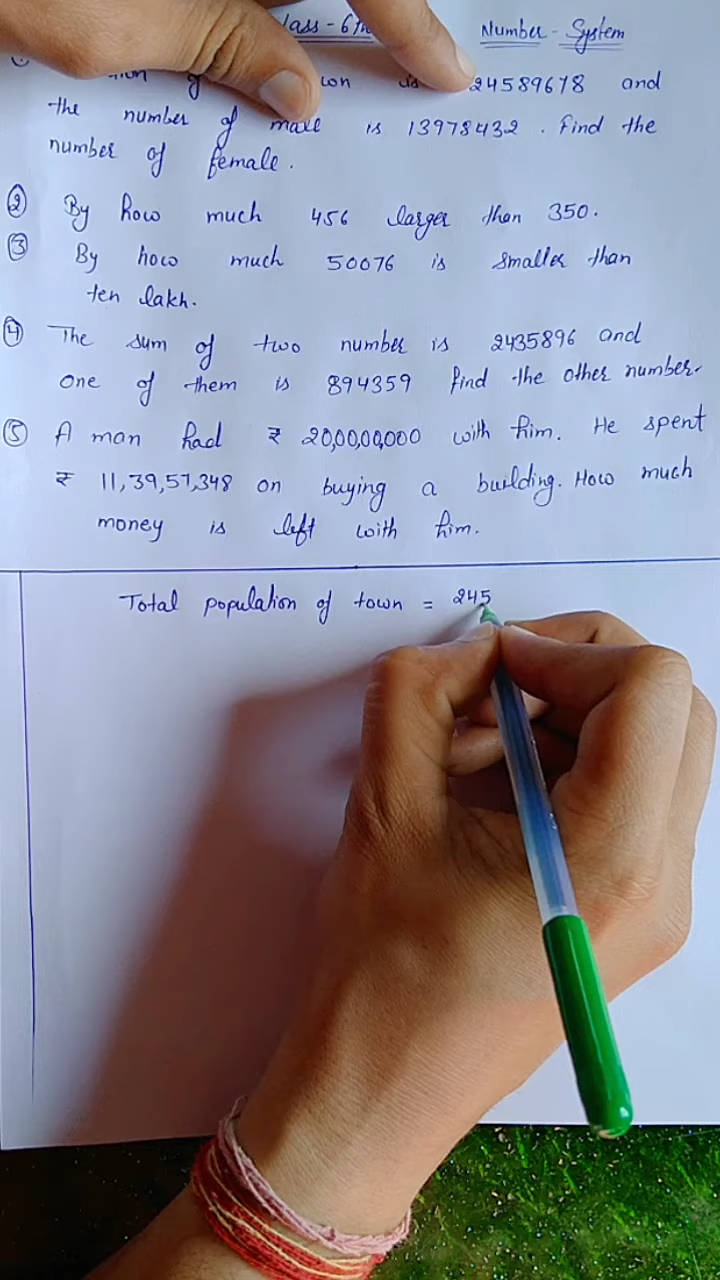 Class - 6th Number - System
is 24589678 and
the number of male is 13978432 . Find the
number of female.
② By how much 456 larger than 350.
③ By how much 50076 is smaller than
ten lakh.
④ The sum of two number is 2435896 and
one of them is 894359 find the other number.
⑤ A man had ₹ 20,00,00,000 with him. He spent
₹ 11,39,57,348 on buying a building. How much
money is left with him.
Total population of town = 245